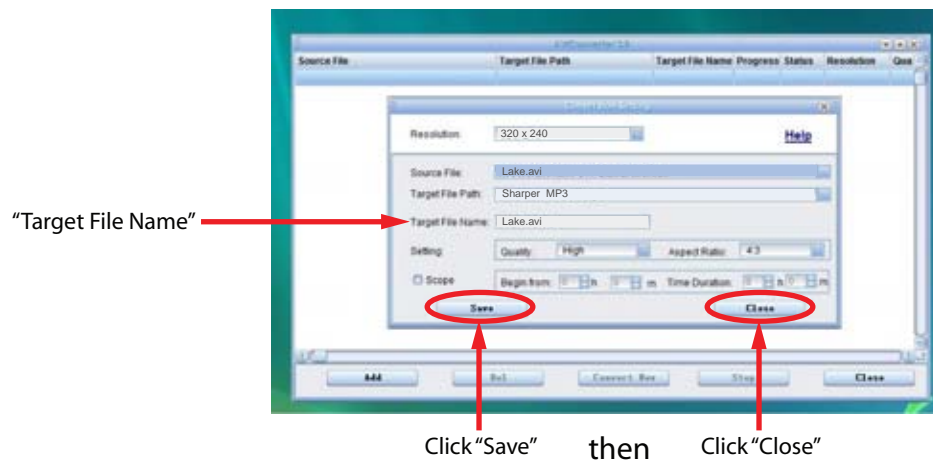 Source File Target File Path Target File Name Progress Status Resolution Qua
Resolution: 320 x 240 Help
Source File: Lake.avi
Target File Path: Sharper MP3
"Target File Name" Target File Name: Lake.avi
Setting: Quality: High Aspect Ratio: 4:3
Scope Begin from: h m Time Duration: h m
Save Close
Add Del Convert Now Stop Close
Click "Save" then Click "Close"